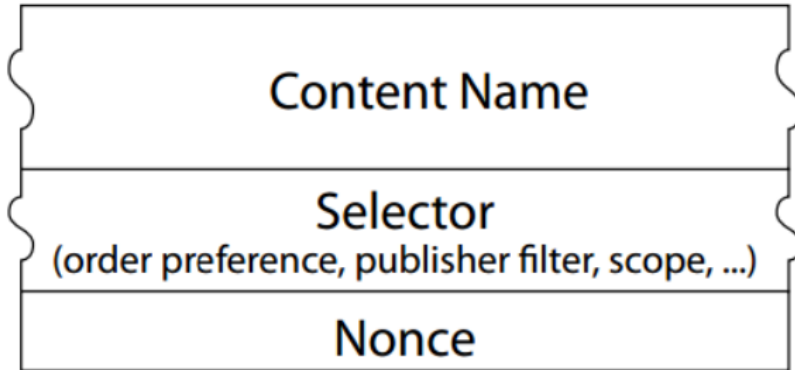 Content Name
Selector
(order preference, publisher filter, scope, ...)
Nonce